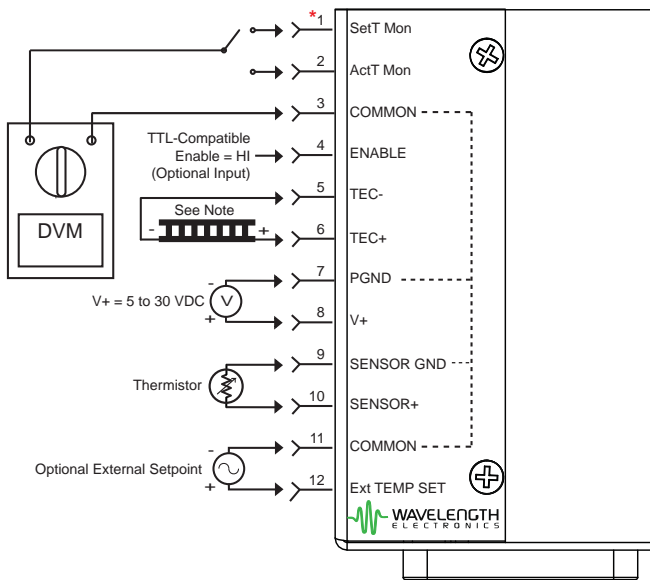 *1 SetT Mon
2 ActT Mon
3 COMMON
TTL-Compatible
Enable = HI
(Optional Input)
4 ENABLE
5 TEC-
See Note
- +
6 TEC+
DVM
7 PGND
-
V+ = 5 to 30 VDC V
+
8 V+
9 SENSOR GND
Thermistor
10 SENSOR+
11 COMMON
-
Optional External Setpoint
+
12 Ext TEMP SET
WAVELENGTH
ELECTRONICS